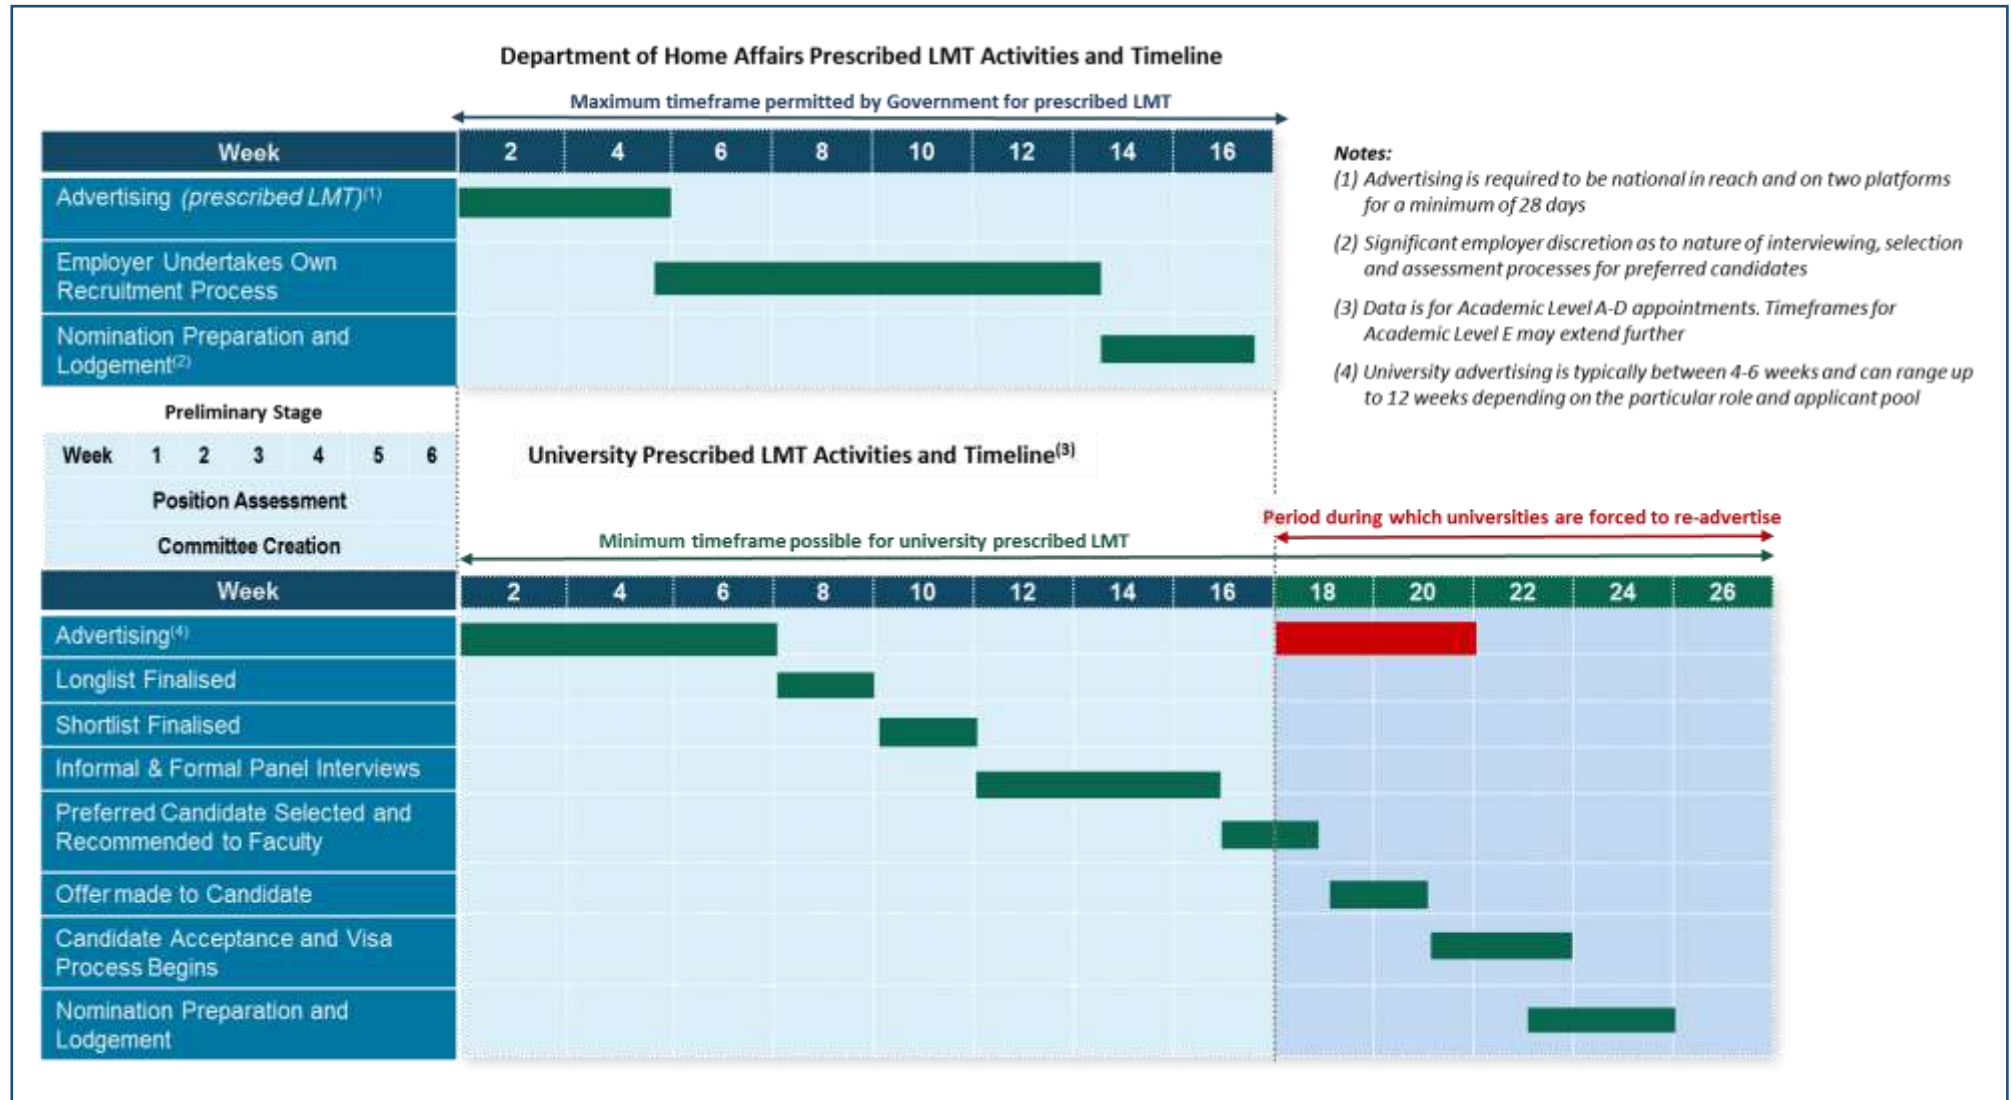 Department of Home Affairs Prescribed LMT Activities and Timeline
Maximum timeframe permitted by Government for prescribed LMT
Week 2 4 6 8 10 12 14 16
Advertising (prescribed LMT)(1)
Employer Undertakes Own
Recruitment Process
Nomination Preparation and
Lodgement(2)
Notes:
(1) Advertising is required to be national in reach and on two platforms
for a minimum of 28 days
(2) Significant employer discretion as to nature of interviewing, selection
and assessment processes for preferred candidates
(3) Data is for Academic Level A-D appointments. Timeframes for
Academic Level E may extend further
(4) University advertising is typically between 4-6 weeks and can range up
to 12 weeks depending on the particular role and applicant pool
Preliminary Stage
Week 1 2 3 4 5 6
Position Assessment
Committee Creation
University Prescribed LMT Activities and Timeline(3)
Period during which universities are forced to re-advertise
Minimum timeframe possible for university prescribed LMT
Week 2 4 6 8 10 12 14 16 18 20 22 24 26
Advertising(4)
Longlist Finalised
Shortlist Finalised
Informal & Formal Panel Interviews
Preferred Candidate Selected and
Recommended to Faculty
Offer made to Candidate
Candidate Acceptance and Visa
Process Begins
Nomination Preparation and
Lodgement